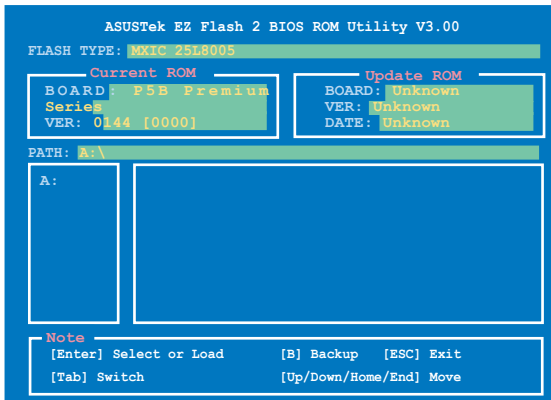 ASUSTek EZ Flash 2 BIOS ROM Utility V3.00
FLASH TYPE: MXIC 25L8005
Current ROM
BOARD: P5B Premium
Series
VER: 0144 [0000]
Update ROM
BOARD: Unknown
VER: Unknown
DATE: Unknown
PATH: A:\
A:
Note
[Enter] Select or Load [B] Backup [ESC] Exit
[Tab] Switch [Up/Down/Home/End] Move